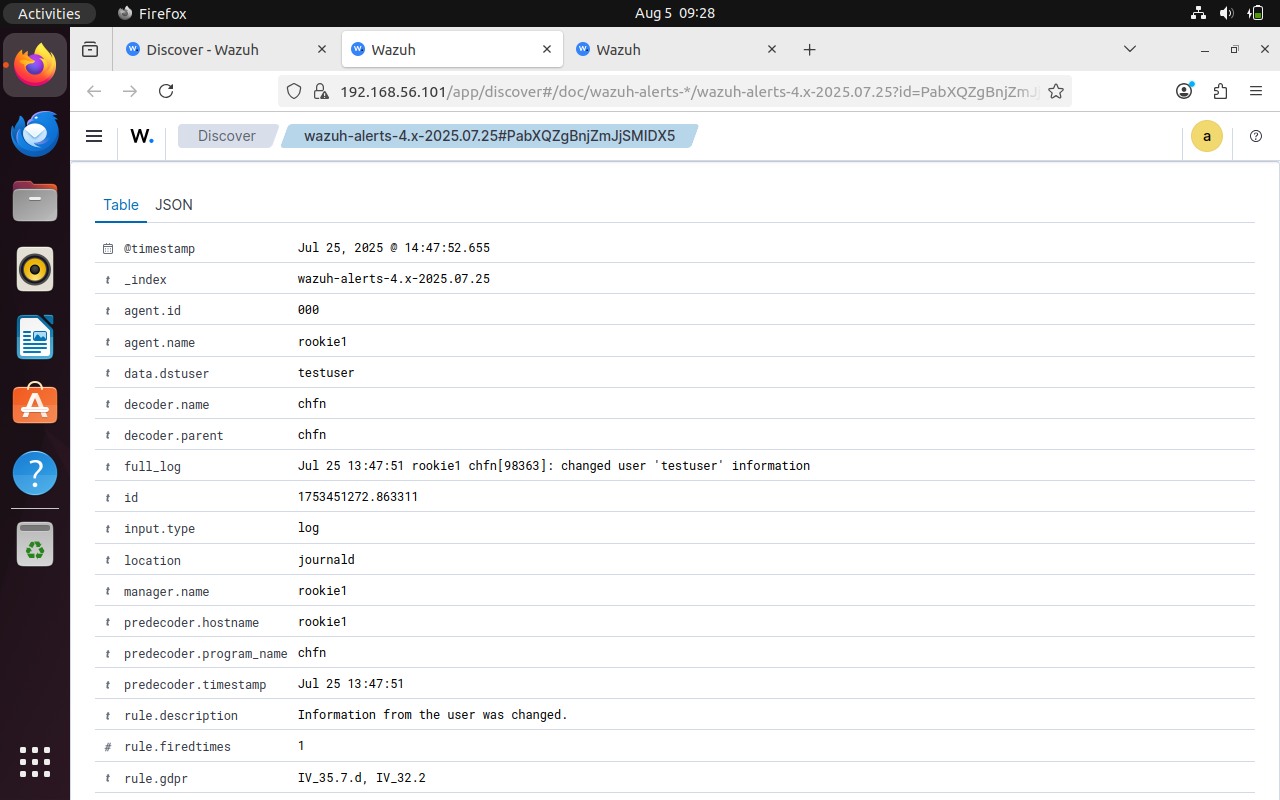 Activities Firefox Aug 5 09:28
Discover - Wazuh Wazuh Wazuh
192.168.56.101/app/discover#/doc/wazuh-alerts-*/wazuh-alerts-4.x-2025.07.25?id=PabXQZgBnjZmJj
W. Discover wazuh-alerts-4.x-2025.07.25#PabXQZgBnjZmJjSMIDX5 a
Table JSON
@timestamp Jul 25, 2025 @ 14:47:52.655
t _index wazuh-alerts-4.x-2025.07.25
t agent.id 000
t agent.name rookie1
t data.dstuser testuser
t decoder.name chfn
t decoder.parent chfn
t full_log Jul 25 13:47:51 rookie1 chfn[98363]: changed user 'testuser' information
t id 1753451272.863311
t input.type log
t location journald
t manager.name rookie1
t predecoder.hostname rookie1
t predecoder.program_name chfn
t predecoder.timestamp Jul 25 13:47:51
t rule.description Information from the user was changed.
# rule.firedtimes 1
t rule.gdpr IV_35.7.d, IV_32.2